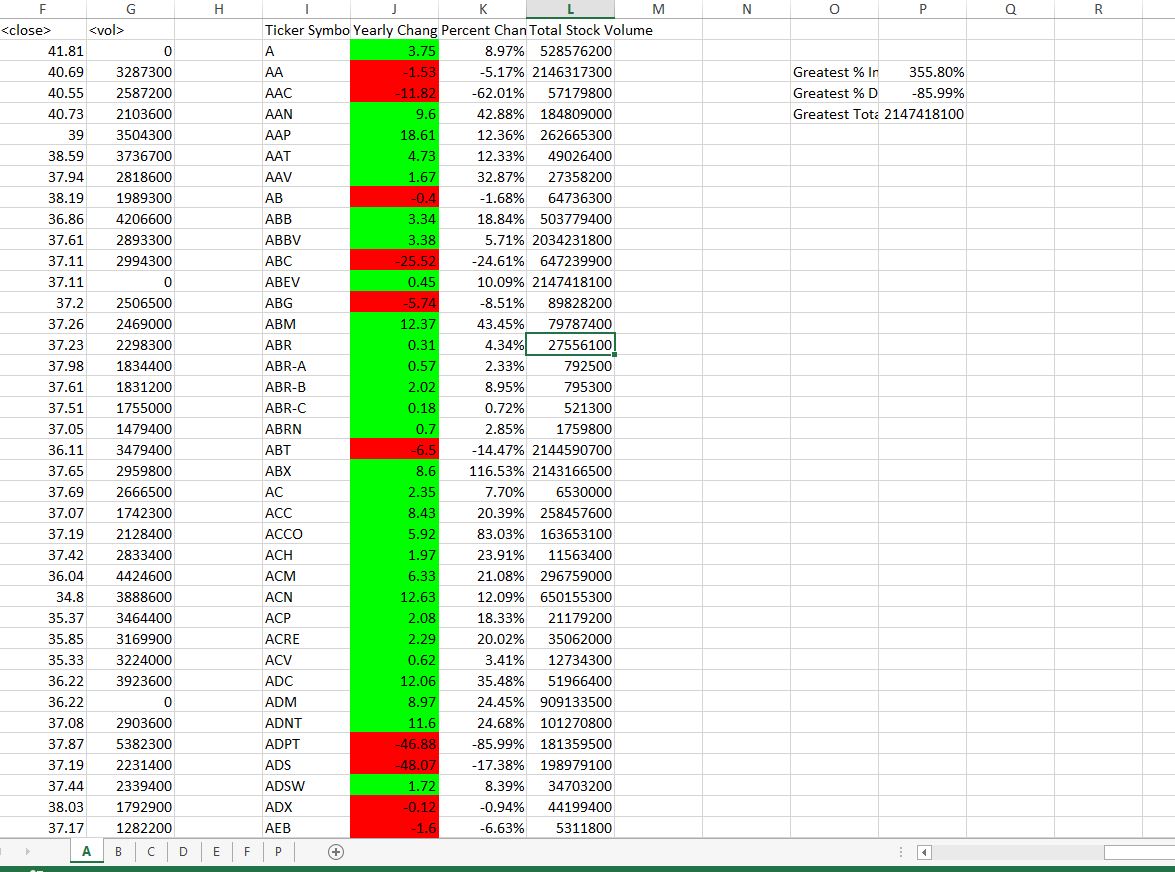 F G H I J K L M N O P Q R
<close> <vol> Ticker Symbo Yearly Chang Percent Chan Total Stock Volume
41.81 0 A 3.75 8.97% 528576200
40.69 3287300 AA -1.53 -5.17% 2146317300 Greatest % In 355.80%
40.55 2587200 AAC -11.82 -62.01% 57179800 Greatest % D -85.99%
40.73 2103600 AAN 9.6 42.88% 184809000 Greatest Tota 2147418100
39 3504300 AAP 18.61 12.36% 262665300
38.59 3736700 AAT 4.73 12.33% 49026400
37.94 2818600 AAV 1.67 32.87% 27358200
38.19 1989300 AB -0.4 -1.68% 64736300
36.86 4206600 ABB 3.34 18.84% 503779400
37.61 2893300 ABBV 3.38 5.71% 2034231800
37.11 2994300 ABC -25.52 -24.61% 647239900
37.11 0 ABEV 0.45 10.09% 2147418100
37.2 2506500 ABG -5.74 -8.51% 89828200
37.26 2469000 ABM 12.37 43.45% 79787400
37.23 2298300 ABR 0.31 4.34% 27556100
37.98 1834400 ABR-A 0.57 2.33% 792500
37.61 1831200 ABR-B 2.02 8.95% 795300
37.51 1755000 ABR-C 0.18 0.72% 521300
37.05 1479400 ABRN 0.7 2.85% 1759800
36.11 3479400 ABT -6.5 -14.47% 2144590700
37.65 2959800 ABX 8.6 116.53% 2143166500
37.69 2666500 AC 2.35 7.70% 6530000
37.07 1742300 ACC 8.43 20.39% 258457600
37.19 2128400 ACCO 5.92 83.03% 163653100
37.42 2833400 ACH 1.97 23.91% 11563400
36.04 4424600 ACM 6.33 21.08% 296759000
34.8 3888600 ACN 12.63 12.09% 650155300
35.37 3464400 ACP 2.08 18.33% 21179200
35.85 3169900 ACRE 2.29 20.02% 35062000
35.33 3224000 ACV 0.62 3.41% 12734300
36.22 3923600 ADC 12.06 35.48% 51966400
36.22 0 ADM 8.97 24.45% 909133500
37.08 2903600 ADNT 11.6 24.68% 101270800
37.87 5382300 ADPT -46.88 -85.99% 181359500
37.19 2231400 ADS -48.07 -17.38% 198979100
37.44 2339400 ADSW 1.72 8.39% 34703200
38.03 1792900 ADX -0.12 -0.94% 44199400
37.17 1282200 AEB -1.6 -6.63% 5311800
A B C D E F P